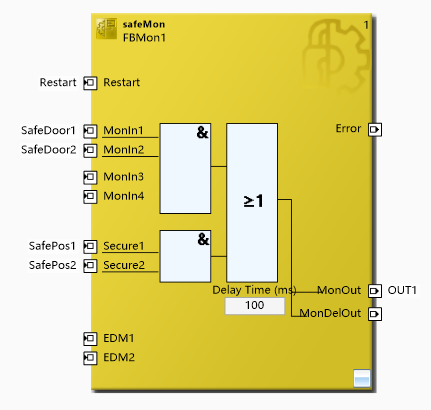 safeMon
1
FBMon1
Restart Restart
SafeDoor1 MonIn1 & Error
SafeDoor2 MonIn2
MonIn3
MonIn4
≥1
SafePos1 Secure1 &
SafePos2 Secure2
Delay Time (ms) MonOut OUT1
100
MonDelOut
EDM1
EDM2